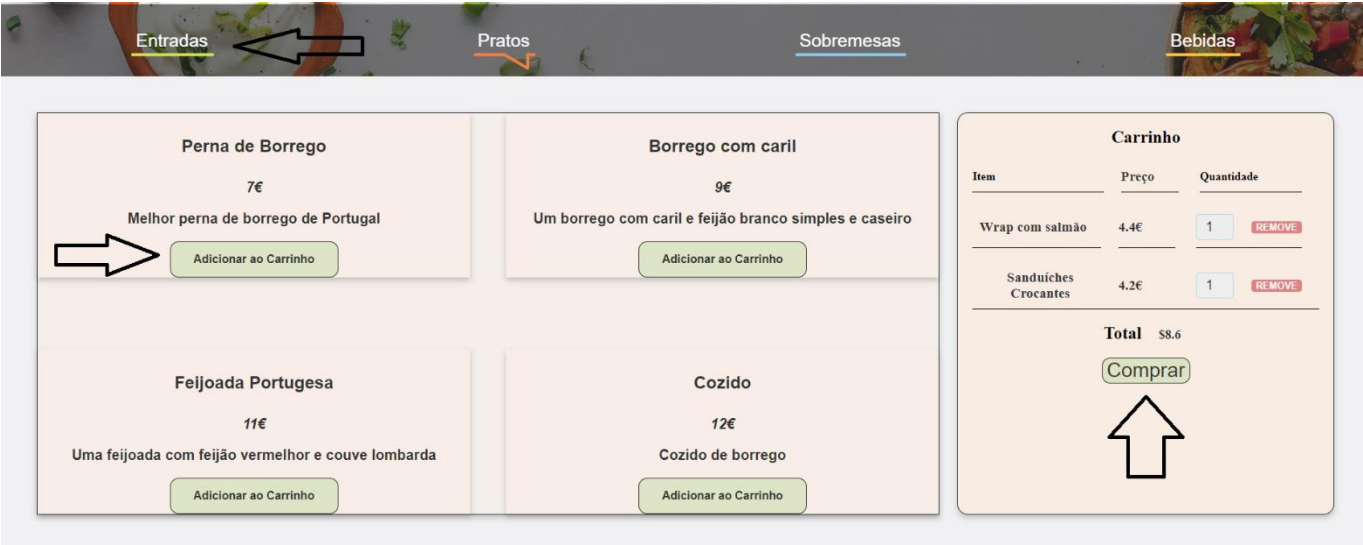 Entradas
Pratos
Sobremesas
Bebidas
Perna de Borrego
7€
Melhor perna de borrego de Portugal
Adicionar ao Carrinho
Borrego com caril
9€
Um borrego com caril e feijão branco simples e caseiro
Adicionar ao Carrinho
Feijoada Portugesa
11€
Uma feijoada com feijão vermelhor e couve lombarda
Adicionar ao Carrinho
Cozido
12€
Cozido de borrego
Adicionar ao Carrinho
Carrinho
Item Preço Quantidade
Wrap com salmão 4.4€ 1 REMOVE
Sanduíches
Crocantes 4.2€ 1 REMOVE
Total $8.6
Comprar